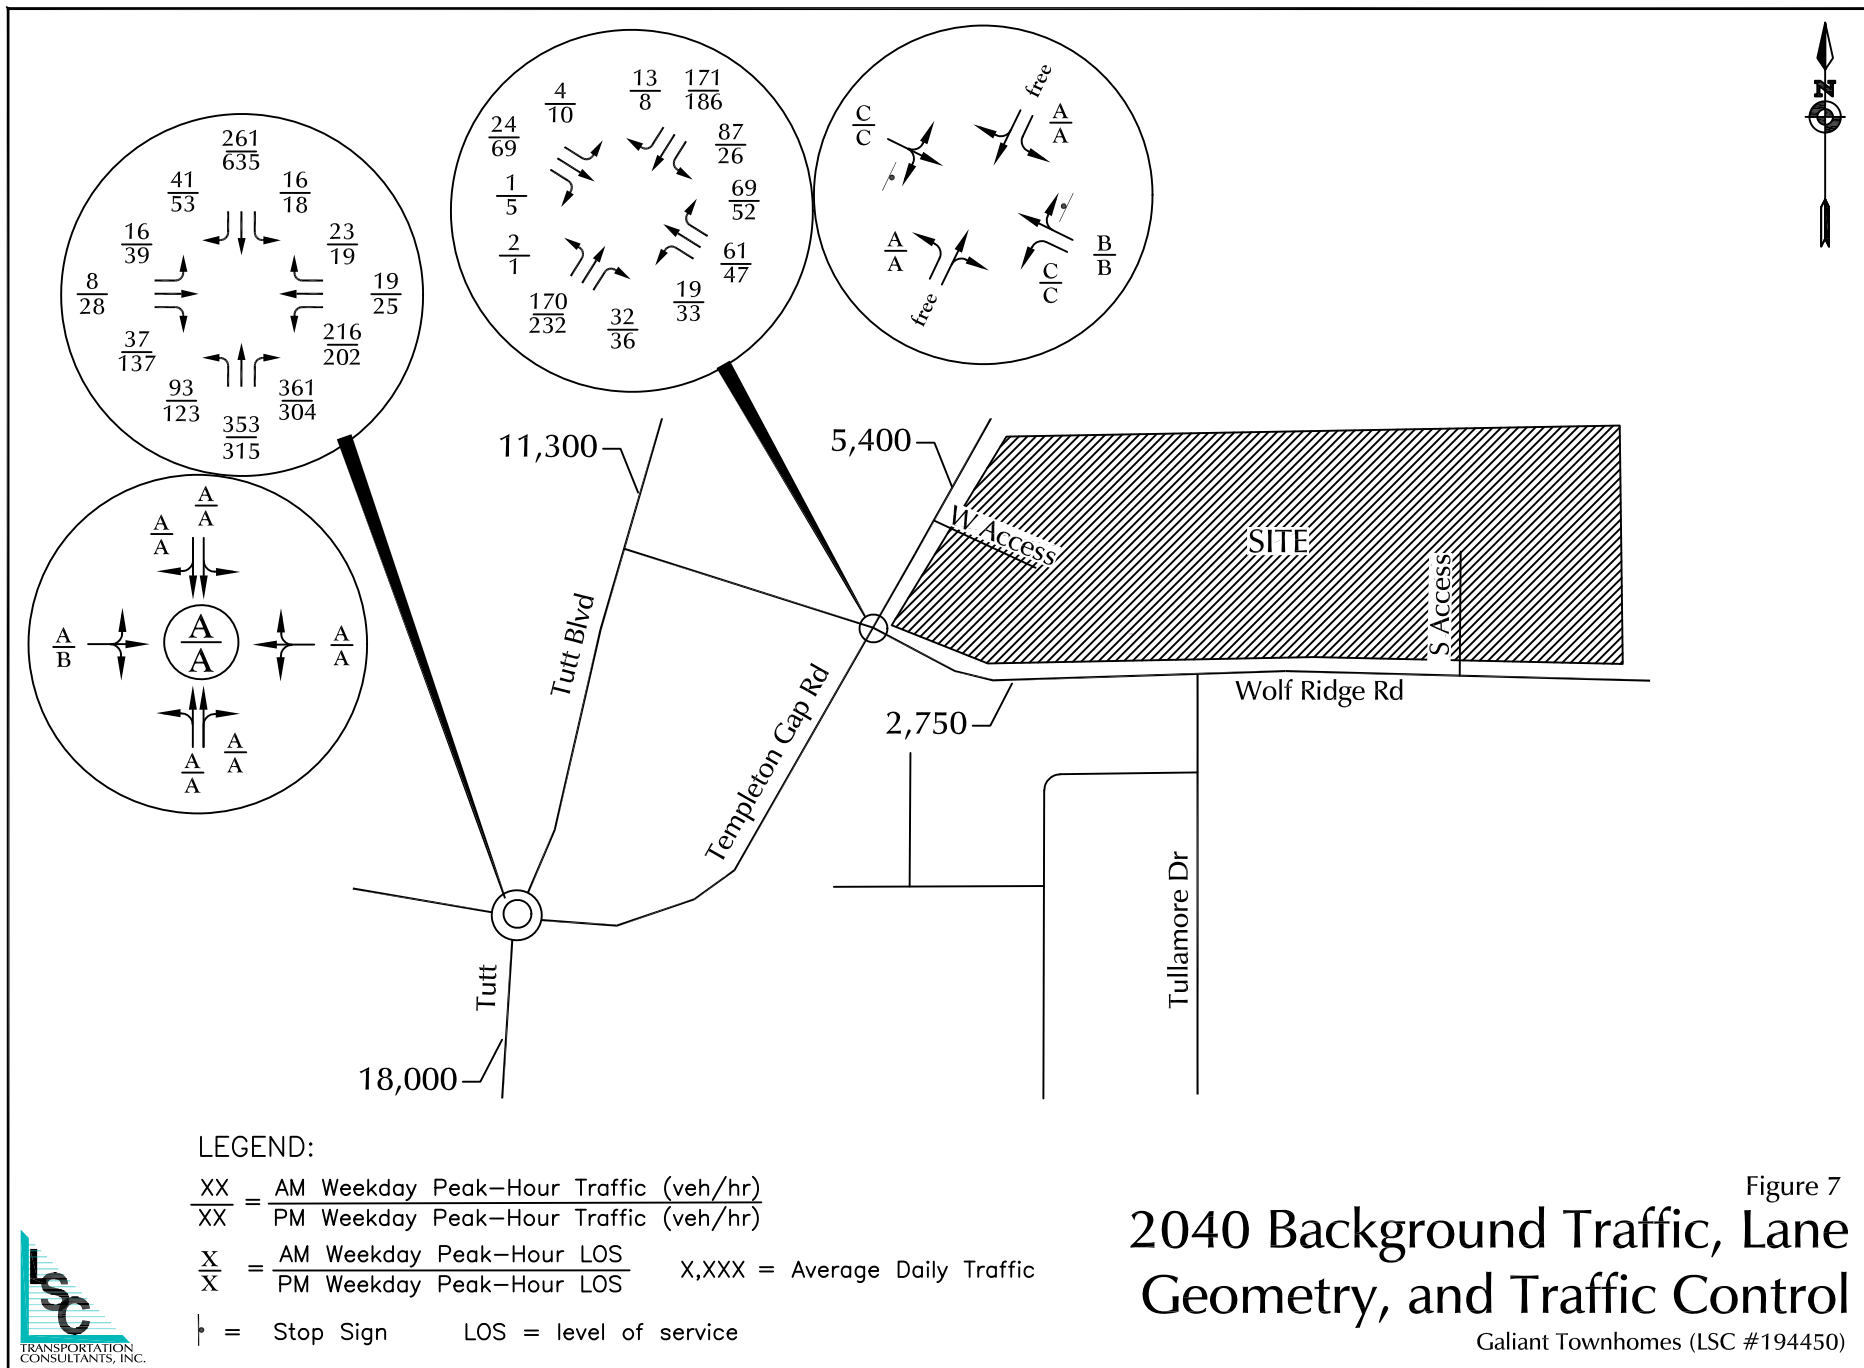 261
635
41
53
16
18
16
39
23
19
8
28
19
25
37
137
216
202
93
123
361
304
353
315
4
10
13
8
171
186
24
69
87
26
1
5
69
52
2
1
61
47
170
232
32
36
19
33
free
C
C
A
A
A
A
B
B
C
C
free
N
A
A
A
A
A
B
A
A
A
A
A
A
A
A
11,300
5,400
W Access
SITE
S Access
Tutt Blvd
Templeton Gap Rd
Wolf Ridge Rd
2,750
Tullamore Dr
Tutt
18,000
LEGEND:
XX = AM Weekday Peak-Hour Traffic (veh/hr)
XX PM Weekday Peak-Hour Traffic (veh/hr)
X = AM Weekday Peak-Hour LOS
X PM Weekday Peak-Hour LOS
X,XXX = Average Daily Traffic
= Stop Sign
LOS = level of service
LSC
TRANSPORTATION
CONSULTANTS, INC.
Figure 7
2040 Background Traffic, Lane
Geometry, and Traffic Control
Galiant Townhomes (LSC #194450)